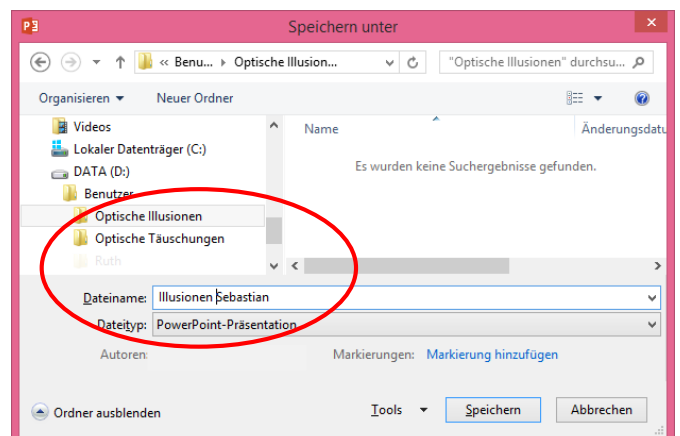 Speichern unter
« Benu... ▸ Optische Illusion... "Optische Illusionen" durchsu...
Organisieren Neuer Ordner
Videos
Lokaler Datenträger (C:)
DATA (D:)
Benutzer
Optische Illusionen
Optische Täuschungen
Ruth
Name Änderungsdatu
Es wurden keine Suchergebnisse gefunden.
Dateiname: Illusionen Sebastian
Dateityp: PowerPoint-Präsentation
Autoren: Markierungen: Markierung hinzufügen
Ordner ausblenden Tools Speichern Abbrechen